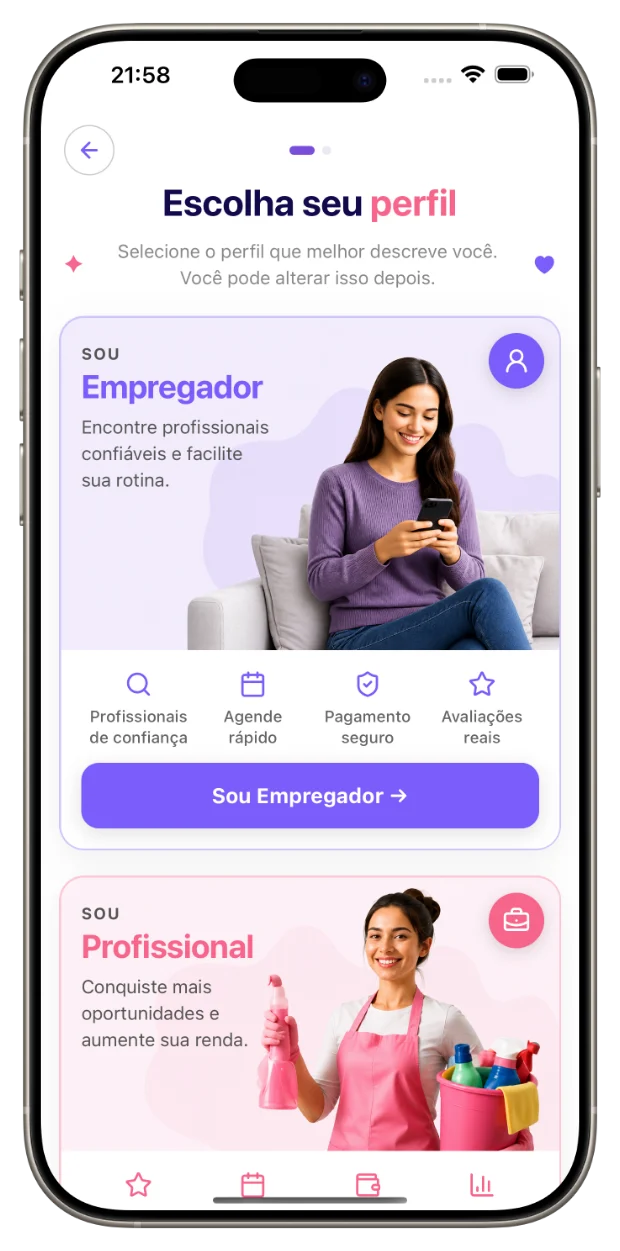 21:58
Escolha seu perfil
Selecione o perfil que melhor descreve você.
Você pode alterar isso depois.
SOU
Empregador
Encontre profissionais
confiáveis e facilite
sua rotina.
Profissionais
de confiança
Agende
rápido
Pagamento
seguro
Avaliações
reais
Sou Empregador →
SOU
Profissional
Conquiste mais
oportunidades e
aumente sua renda.